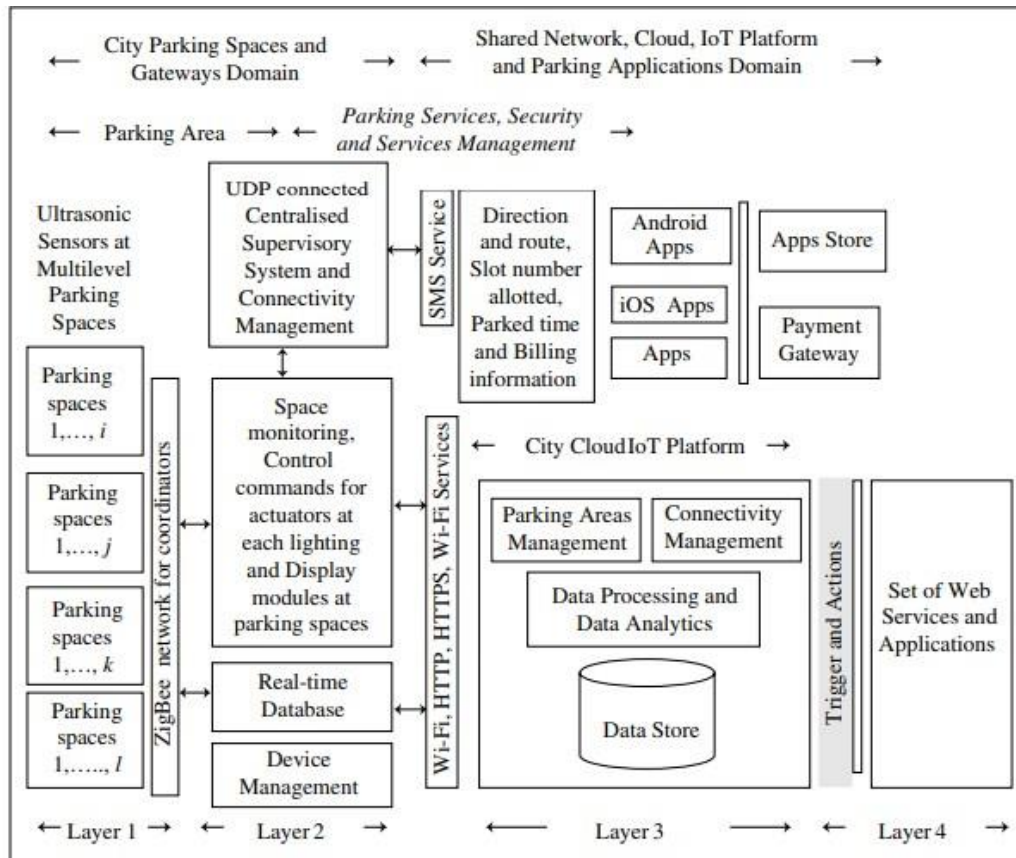 City Parking Spaces and
Gateways Domain
Shared Network, Cloud, IoT Platform
and Parking Applications Domain
Parking Area
Parking Services, Security
and Services Management
Ultrasonic
Sensors at
Multilevel
Parking
Spaces
Parking
spaces
1,…, i
Parking
spaces
1,…, j
Parking
spaces
1,…, k
Parking
spaces
1,….., l
ZigBee network for coordinators
UDP connected
Centralised
Supervisory
System and
Connectivity
Management
Space
monitoring,
Control
commands for
actuators at
each lighting
and Display
modules at
parking spaces
Real-time
Database
Device
Management
SMS Service
Wi-Fi, HTTP, HTTPS, Wi-Fi Services
Direction
and route,
Slot number
allotted,
Parked time
and Billing
information
Android
Apps
iOS Apps
Apps
Apps Store
Payment
Gateway
City CloudIoT Platform
Parking Areas
Management
Connectivity
Management
Data Processing and
Data Analytics
Data Store
Trigger and Actions
Set of Web
Services and
Applications
Layer 1
Layer 2
Layer 3
Layer 4